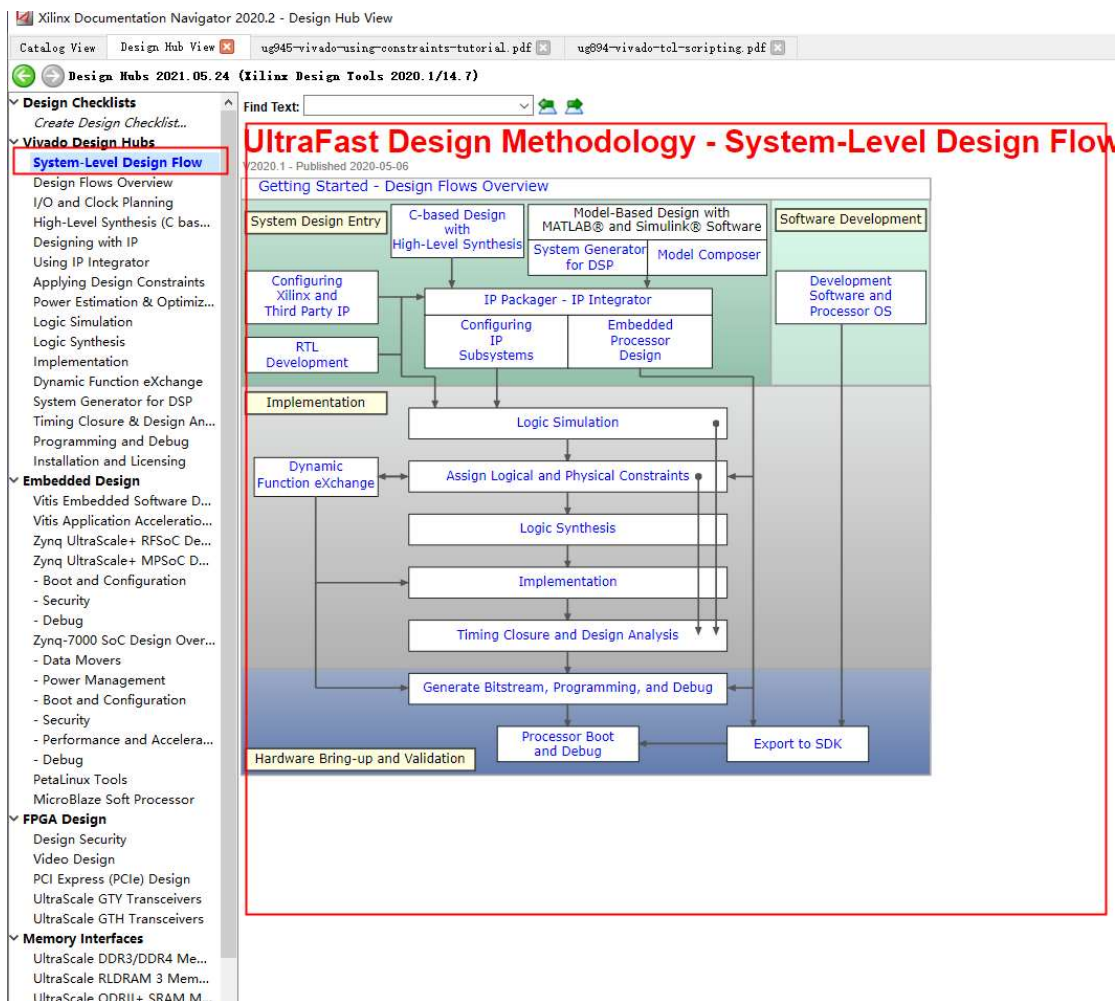 Xilinx Documentation Navigator 2020.2 - Design Hub View
Catalog View
Design Hub View
ug945-vivado-using-constraints-tutorial.pdf
ug894-vivado-tcl-scripting.pdf
Design Hubs 2021.05.24 (Xilinx Design Tools 2020.1/14.7)
Design Checklists
Create Design Checklist...
Vivado Design Hubs
System-Level Design Flow
Design Flows Overview
I/O and Clock Planning
High-Level Synthesis (C bas...
Designing with IP
Using IP Integrator
Applying Design Constraints
Power Estimation & Optimiz...
Logic Simulation
Logic Synthesis
Implementation
Dynamic Function eXchange
System Generator for DSP
Timing Closure & Design An...
Programming and Debug
Installation and Licensing
Embedded Design
Vitis Embedded Software D...
Vitis Application Acceleratio...
Zynq UltraScale+ RFSoC De...
Zynq UltraScale+ MPSoC D...
- Boot and Configuration
- Security
- Debug
Zynq-7000 SoC Design Over...
- Data Movers
- Power Management
- Boot and Configuration
- Security
- Performance and Accelera...
- Debug
PetaLinux Tools
MicroBlaze Soft Processor
FPGA Design
Design Security
Video Design
PCI Express (PCIe) Design
UltraScale GTY Transceivers
UltraScale GTH Transceivers
Memory Interfaces
UltraScale DDR3/DDR4 Me...
UltraScale RLDRAM 3 Mem...
UltraScale QDRII+ SRAM M...
Find Text:
UltraFast Design Methodology - System-Level Design Flow
V2020.1 - Published 2020-05-06
Getting Started - Design Flows Overview
System Design Entry
C-based Design
with
High-Level Synthesis
Model-Based Design with
MATLAB® and Simulink® Software
System Generator
for DSP
Model Composer
Software Development
Configuring
Xilinx and
Third Party IP
IP Packager - IP Integrator
Development
Software and
Processor OS
RTL
Development
Configuring
IP
Subsystems
Embedded
Processor
Design
Implementation
Logic Simulation
Dynamic
Function eXchange
Assign Logical and Physical Constraints
Logic Synthesis
Implementation
Timing Closure and Design Analysis
Generate Bitstream, Programming, and Debug
Processor Boot
and Debug
Export to SDK
Hardware Bring-up and Validation